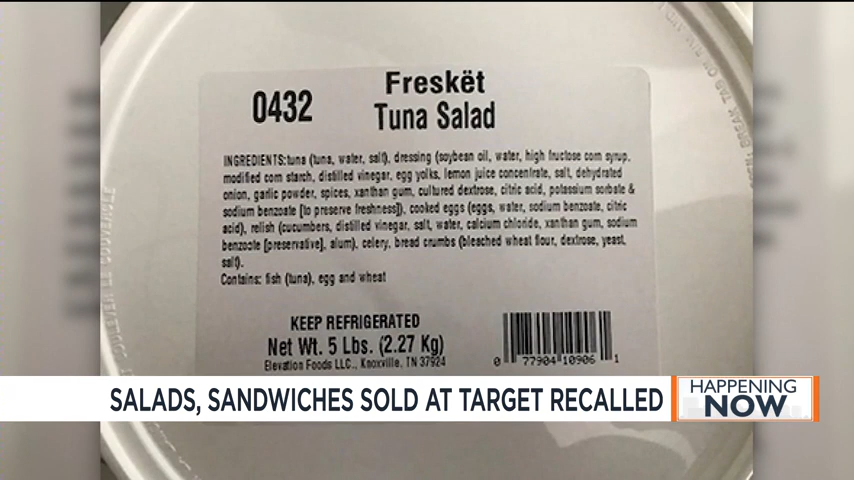 Freskët
0432
Tuna Salad
INGREDIENTS:tuna (tuna, water, salt), dressing (soybean oil, water, high fructose corn syrup,
modified corn starch, distilled vinegar, egg yolks, lemon juice concentrate, salt, dehydrated
onion, garlic powder, spices, xanthan gum, cultured dextrose, citric acid, potassium sorbate &
sodium benzoate [to preserve freshness]), cooked eggs (eggs, water, sodium benzoate, citric
acid), relish (cucumbers, distilled vinegar, salt, water, calcium chloride, xanthan gum, sodium
benzoate [preservative], alum), celery, bread crumbs (bleached wheat flour, dextrose, yeast,
salt).
Contains: fish (tuna), egg and wheat
KEEP REFRIGERATED
Net Wt. 5 Lbs. (2.27 Kg)
Elevation Foods LLC., Knoxville, TN 37924
0 77904 10906 1
SALADS, SANDWICHES SOLD AT TARGET RECALLED
HAPPENING
NOW